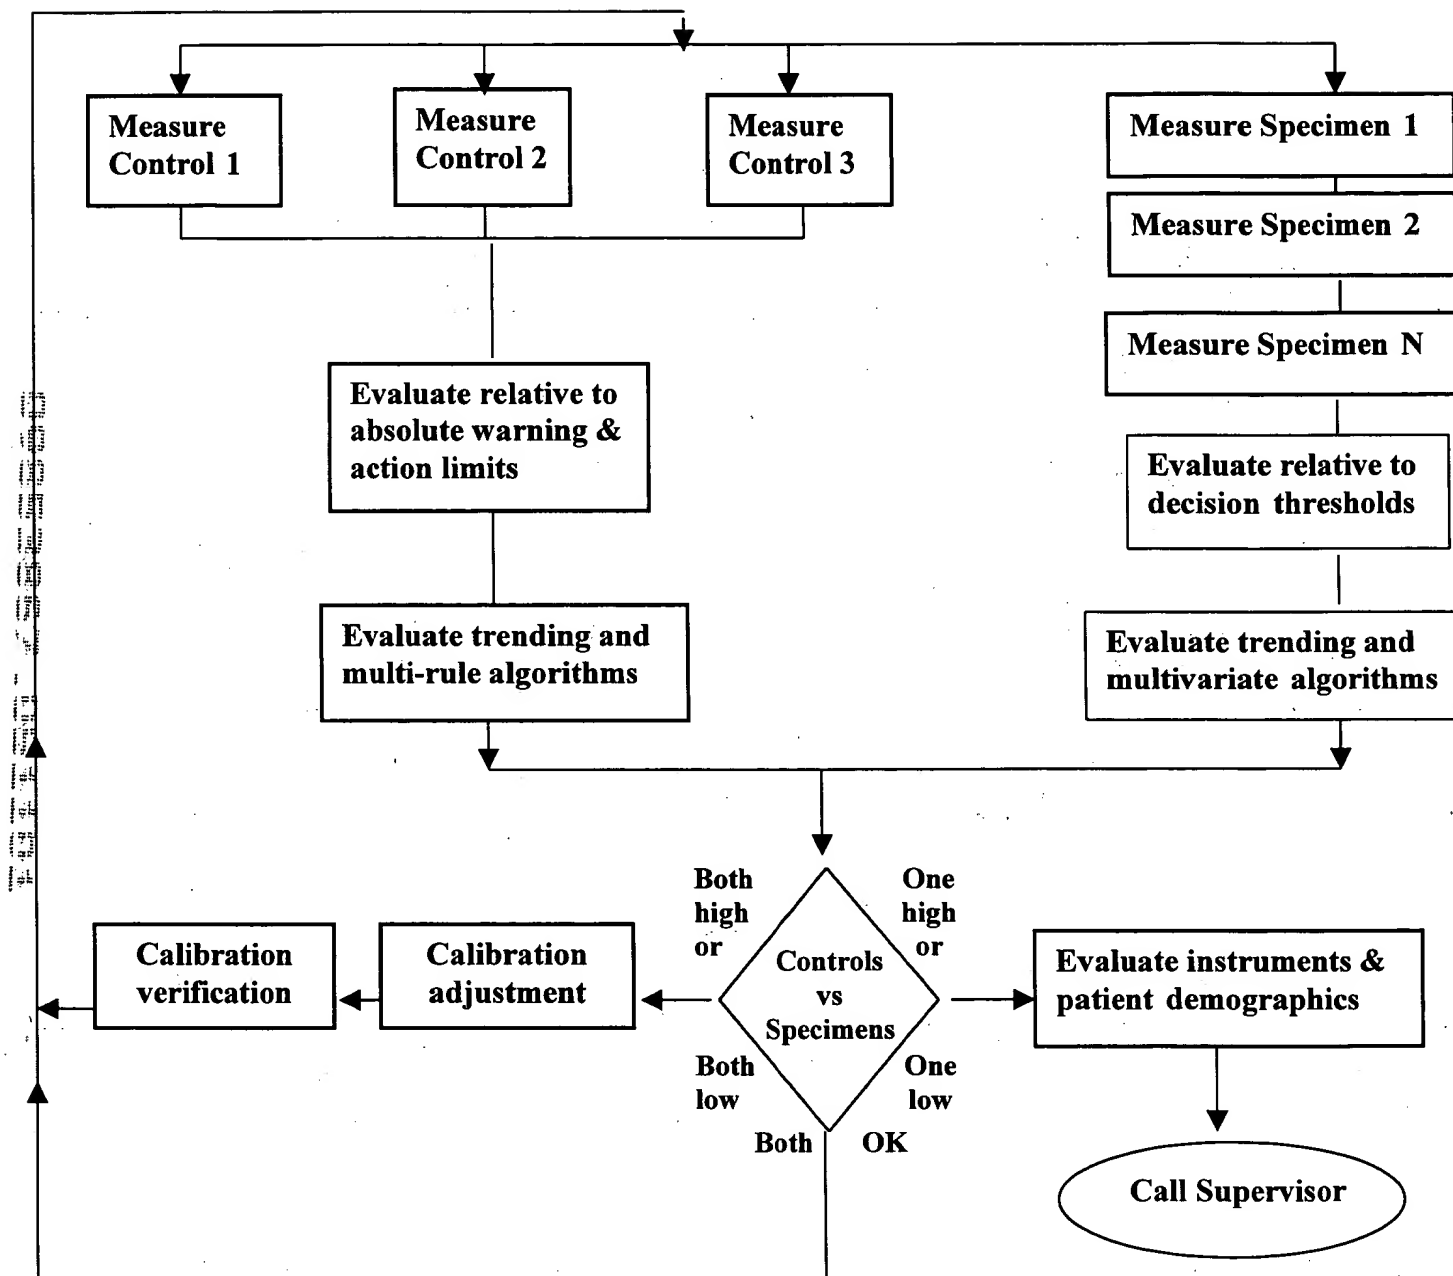 Measure
Control 1
Measure
Control 2
Measure
Control 3
Measure Specimen 1
Measure Specimen 2
Measure Specimen N
Evaluate relative to
absolute warning &
action limits
Evaluate relative to
decision thresholds
Evaluate trending and
multi-rule algorithms
Evaluate trending and
multivariate algorithms
Both
high
or
One
high
or
Controls
vs
Specimens
Both
low
One
low
Both OK
Calibration
verification
Calibration
adjustment
Evaluate instruments &
patient demographics
Call Supervisor